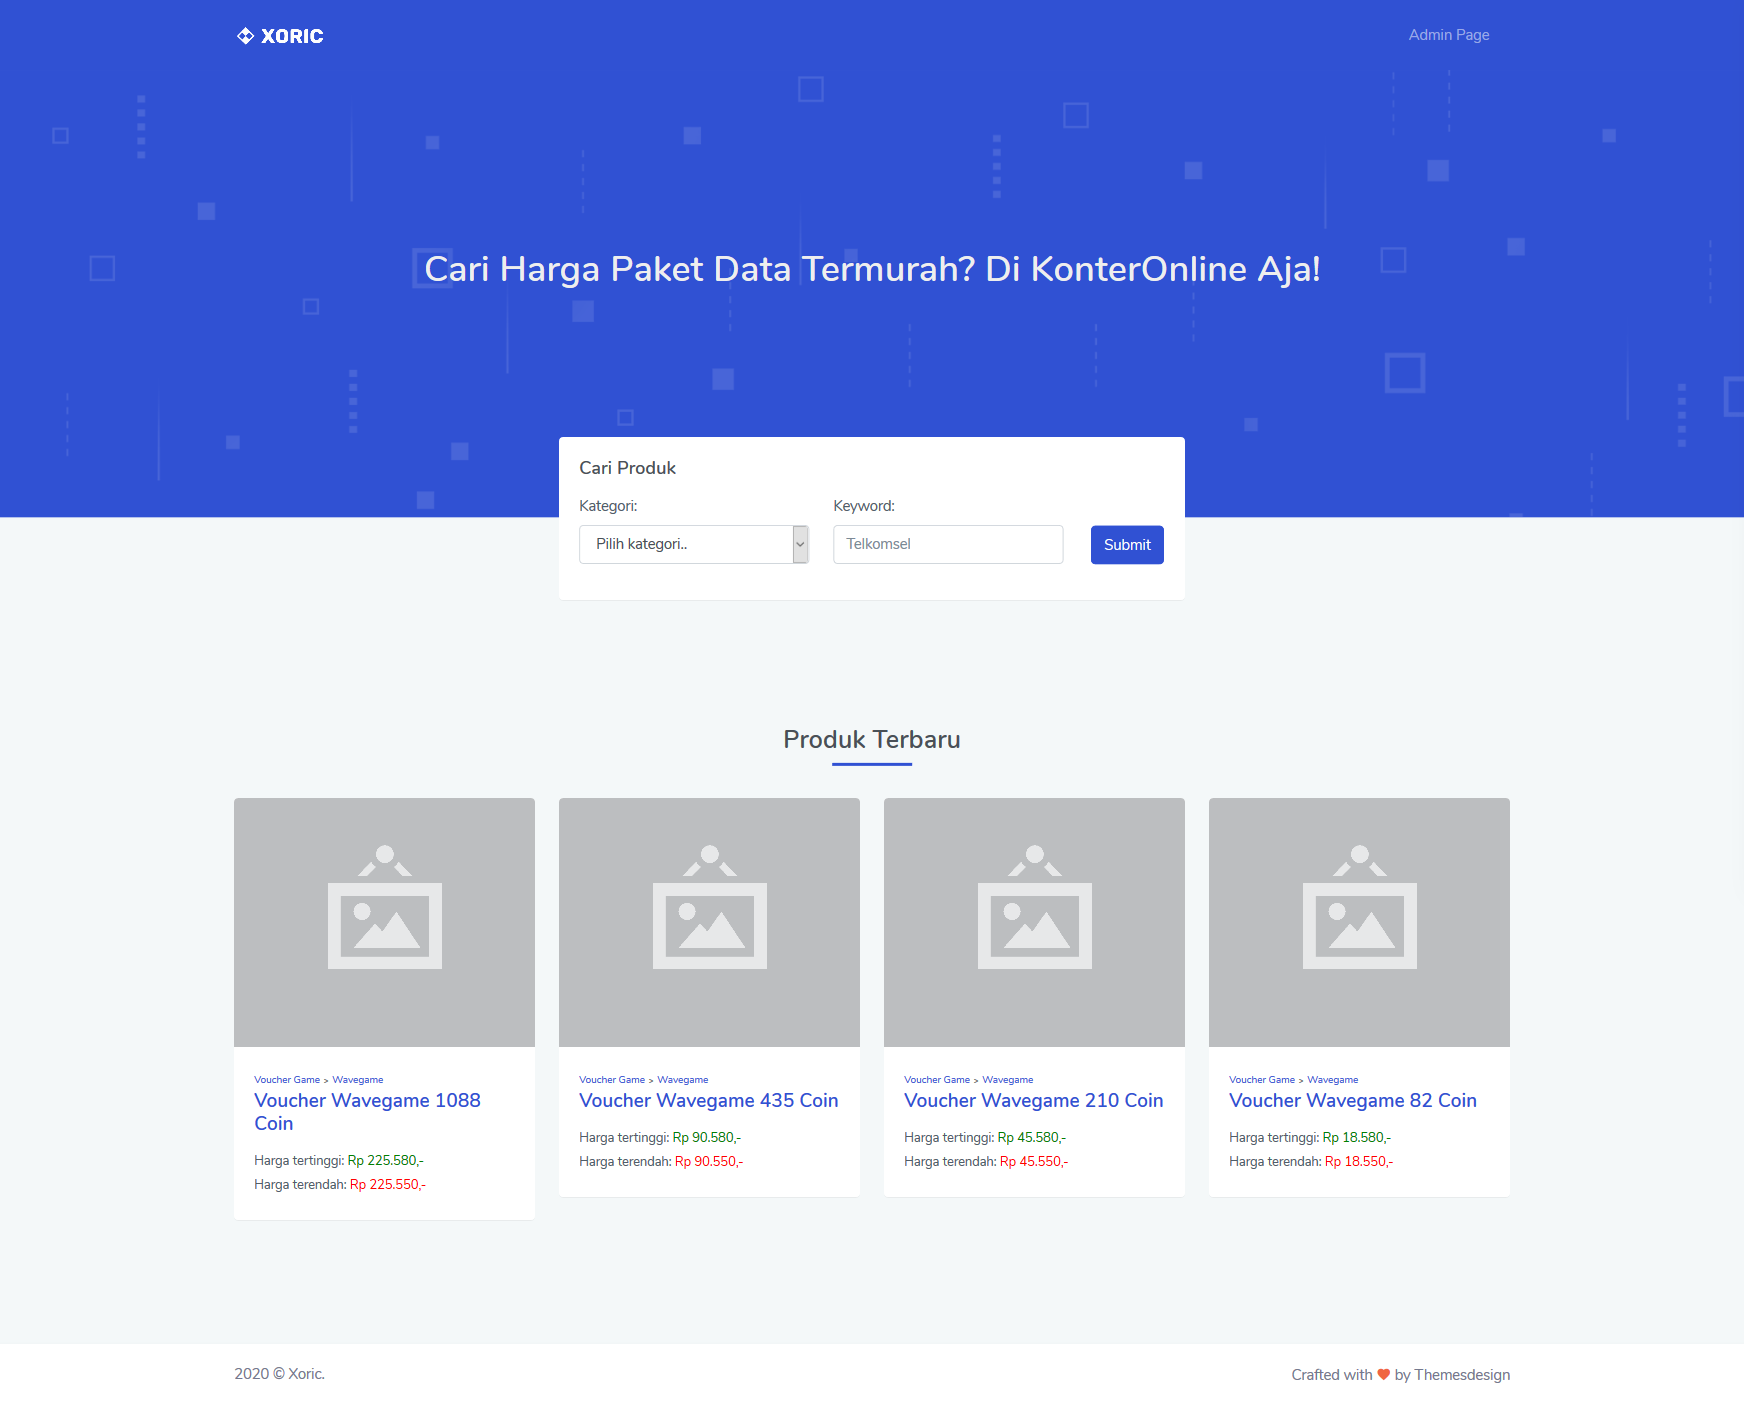 XORIC
Admin Page
Cari Harga Paket Data Termurah? Di KonterOnline Aja!
Cari Produk
Kategori:
Keyword:
Pilih kategori..
Telkomsel
Submit
Produk Terbaru
Voucher Game > Wavegame
Voucher Wavegame 1088
Coin
Harga tertinggi: Rp 225.580,-
Harga terendah: Rp 225.550,-
Voucher Game > Wavegame
Voucher Wavegame 435 Coin
Harga tertinggi: Rp 90.580,-
Harga terendah: Rp 90.550,-
Voucher Game > Wavegame
Voucher Wavegame 210 Coin
Harga tertinggi: Rp 45.580,-
Harga terendah: Rp 45.550,-
Voucher Game > Wavegame
Voucher Wavegame 82 Coin
Harga tertinggi: Rp 18.580,-
Harga terendah: Rp 18.550,-
2020 © Xoric.
Crafted with ♥ by Themesdesign